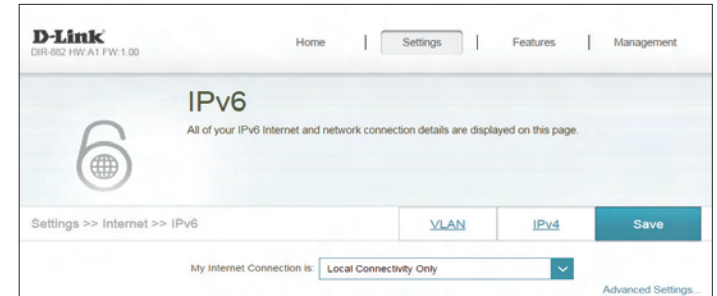 D-Link
DIR-882 HW:A1 FW:1.00
Home | Settings | Features | Management
IPv6
All of your IPv6 Internet and network connection details are displayed on this page.
Settings >> Internet >> IPv6
VLAN
IPv4
Save
My Internet Connection is: Local Connectivity Only
Advanced Settings...